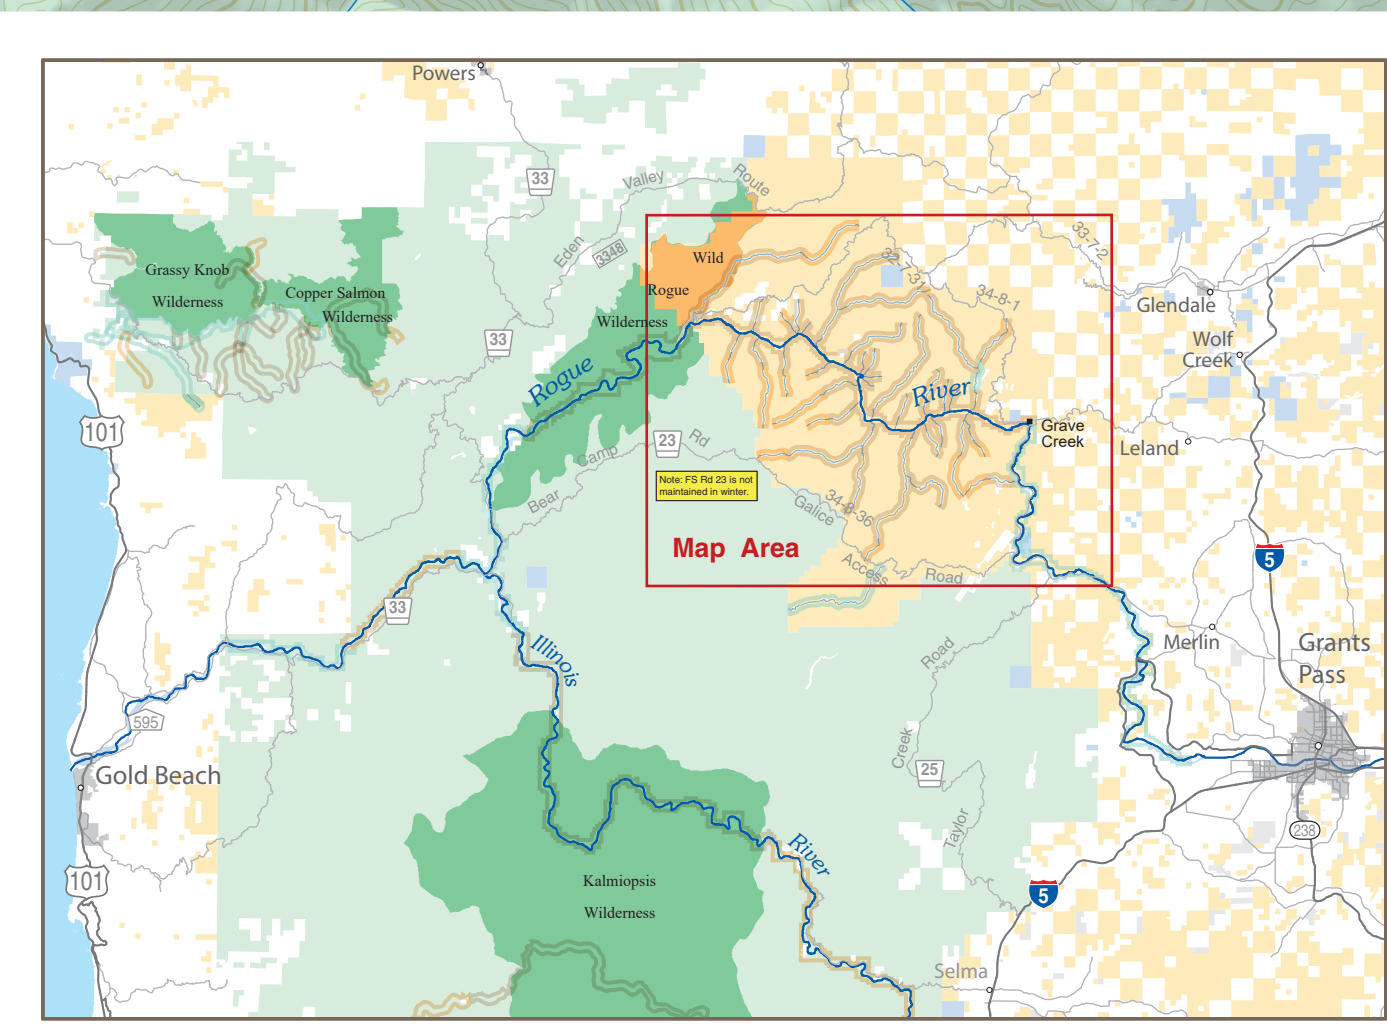 Powers
33
Valley
Route
Eden
3348
Wild
Rogue
Wilderness
Grassy Knob
Wilderness
Copper Salmon
Wilderness
32-7-31
33-7-2
34-8-1
Glendale
Wolf
Creek
33
Rogue
River
Grave
Creek
Leland
101
23
Rd
Camp
Bear
Note: FS Rd 23 is not
maintained in winter.
Galice
34-8-36
Map Area
Access
Road
5
33
Illinois
Merlin
Grants
Pass
Road
595
Gold Beach
Creek
25
Taylor
238
River
101
Kalmiopsis
Wilderness
5
Selma